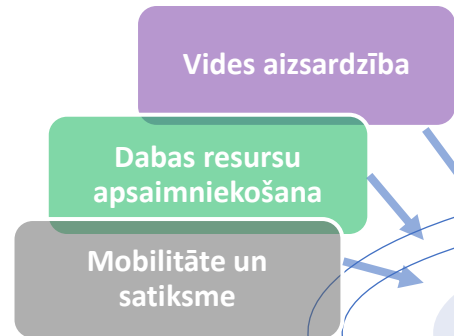 Vides aizsardzība
Dabas resursu
apsaimniekošana
Mobilitāte un
satiksme